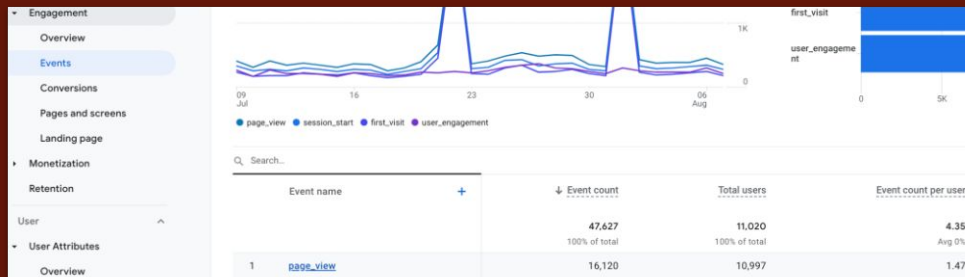 Engagement
Overview
Events
Conversions
Pages and screens
Landing page
Monetization
Retention
User
User Attributes
Overview
1K
0
09
Jul
16
23
30
06
Aug
page_view session_start first_visit user_engagement
first_visit
user_engageme
nt
0 5K
Search...
Event name + ↓ Event count Total users Event count per user
47,627 11,020 4.35
100% of total 100% of total Avg 0%
1 page_view 16,120 10,997 1.47